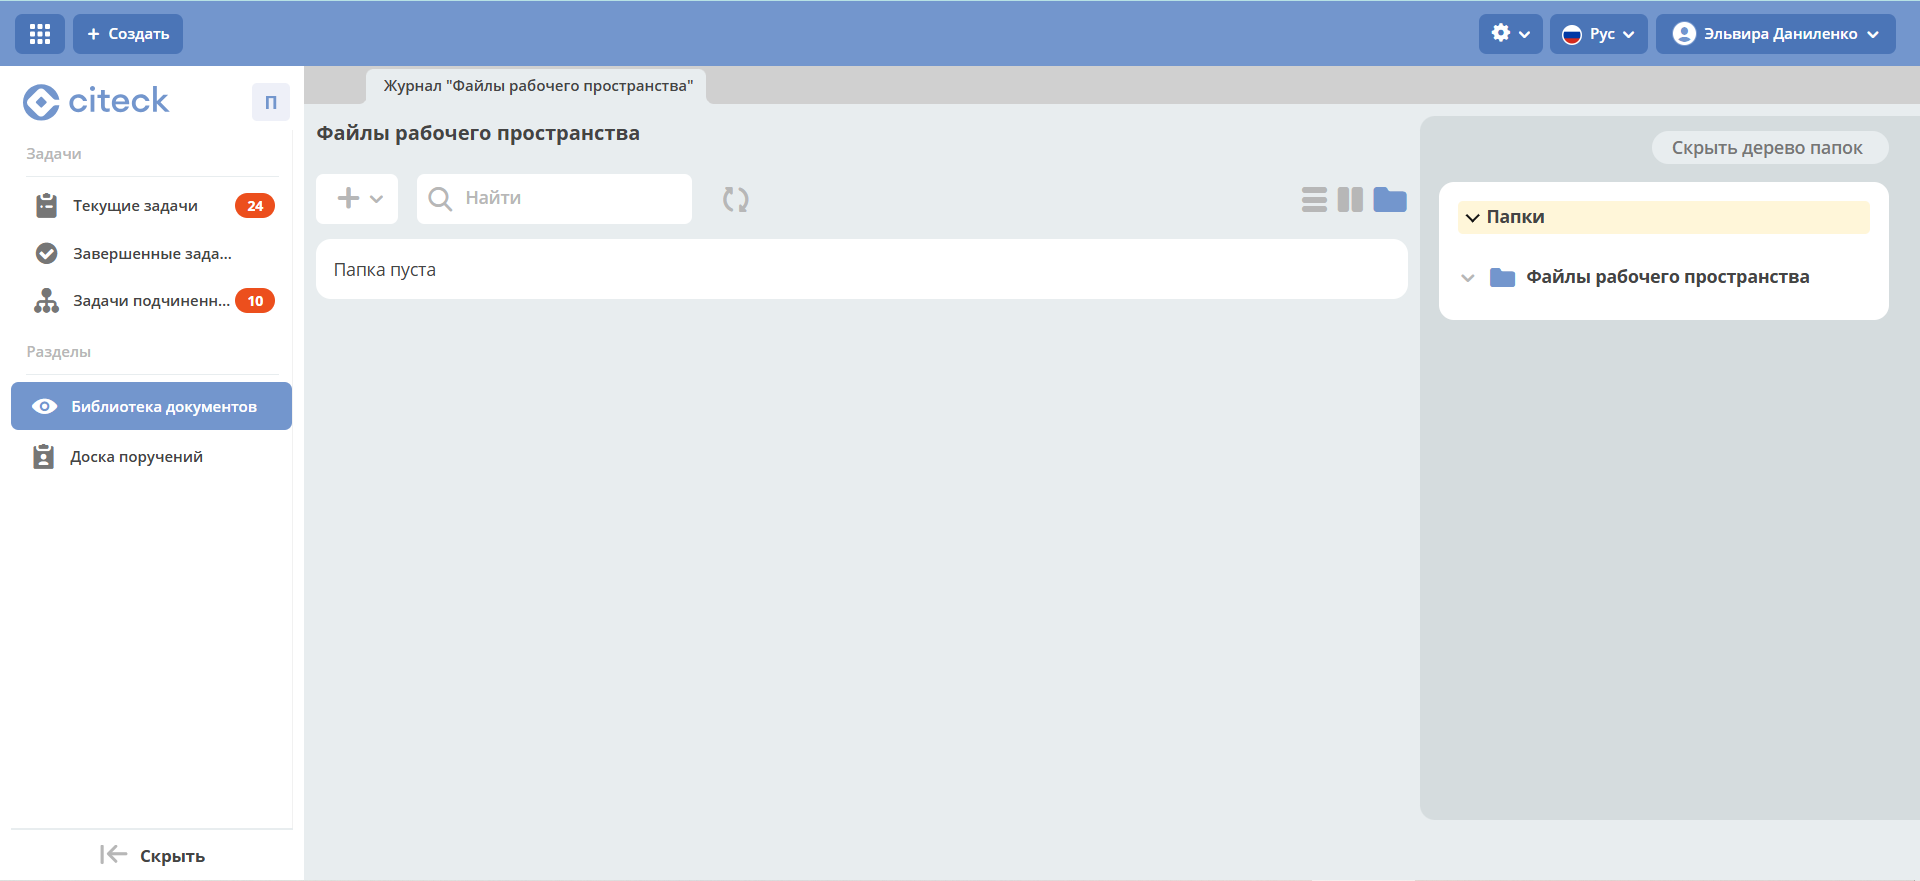 Создать
Рус
Эльвира Даниленко
citeck
П
Журнал "Файлы рабочего пространства"
Задачи
Текущие задачи 24
Завершенные зада...
Задачи подчиненн... 10
Разделы
Библиотека документов
Доска поручений
Скрыть
Файлы рабочего пространства
Найти
Папка пуста
Скрыть дерево папок
Папки
Файлы рабочего пространства